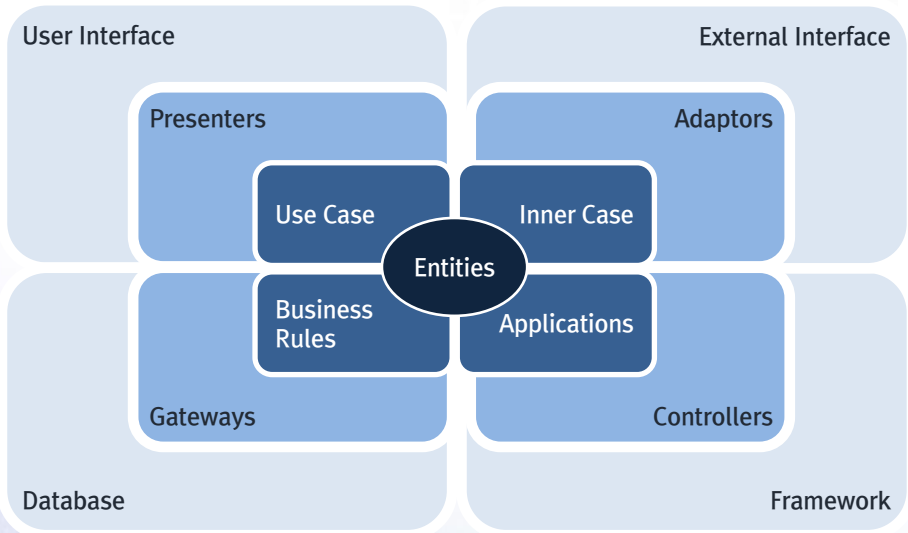 User Interface
External Interface
Presenters
Adaptors
Use Case
Inner Case
Entities
Business
Rules
Applications
Gateways
Controllers
Database
Framework